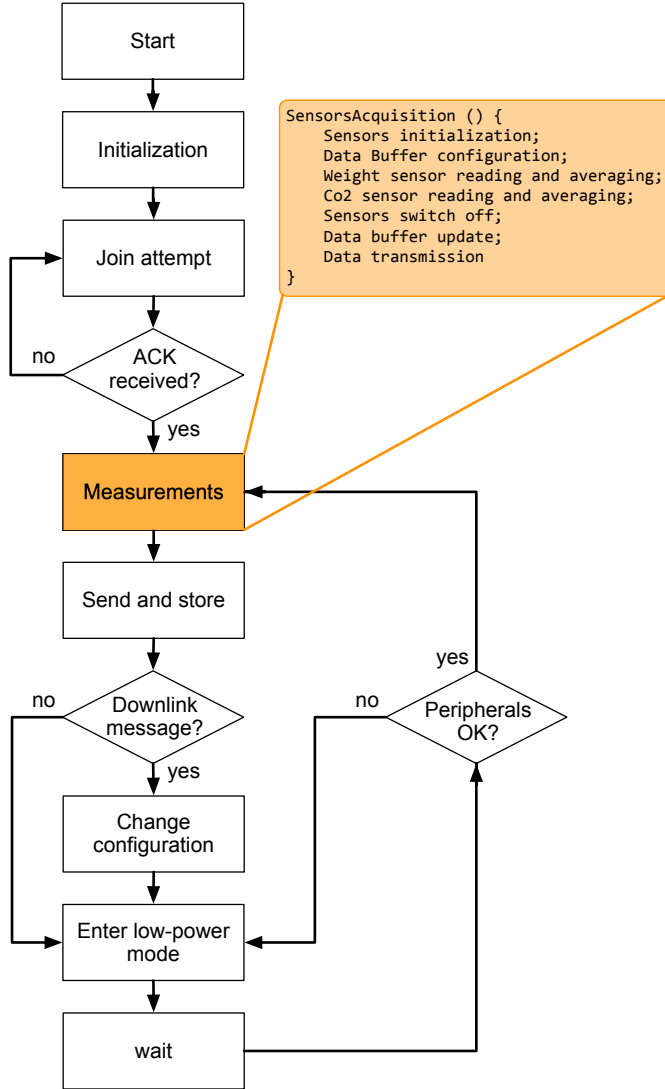 Start
Initialization
Join attempt
no
ACK
received?
yes
Measurements
SensorsAcquisition () {
Sensors initialization;
Data Buffer configuration;
Weight sensor reading and averaging;
Co2 sensor reading and averaging;
Sensors switch off;
Data buffer update;
Data transmission
}
Send and store
no
Downlink
message?
yes
Change
configuration
Enter low-power
mode
wait
yes
no
Peripherals
OK?